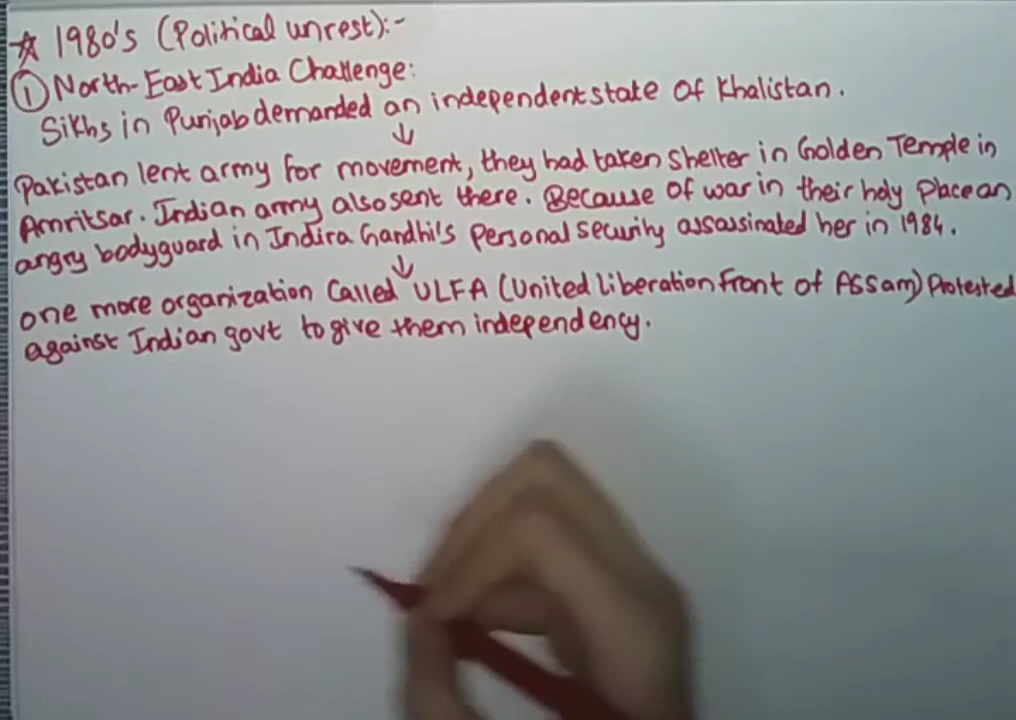 ☆ 1980's (Political unrest):-
① North-East India Challenge:
Sikhs in Punjab demanded an independent state of Khalistan.
↓
Pakistan lent army for movement, they had taken shelter in Golden Temple in
Amritsar. Indian army also sent there. Because of war in their holy place an
angry bodyguard in Indira Gandhi's personal security assassinated her in 1984.
↓
one more organization called ULFA (United liberation Front of Assam) Protested
against Indian govt to give them independency.